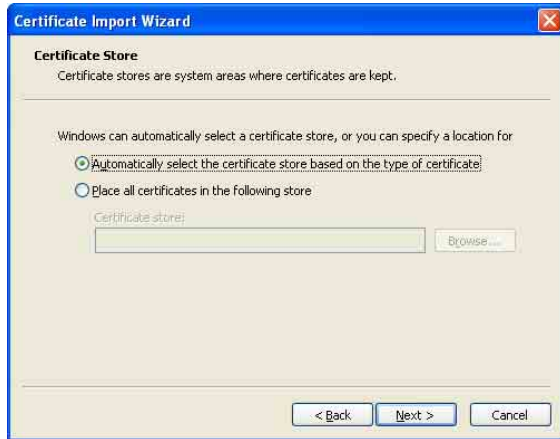 Certificate Import Wizard
Certificate Store
Certificate stores are system areas where certificates are kept.
Windows can automatically select a certificate store, or you can specify a location for
Automatically select the certificate store based on the type of certificate
Place all certificates in the following store
Certificate store:
Browse...
< Back
Next >
Cancel